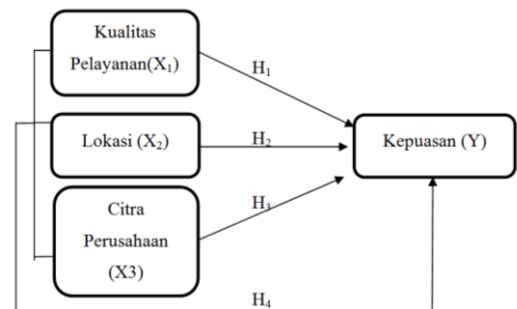 Kualitas
Pelayanan(X₁)
H₁
Lokasi (X₂)
H₂
Kepuasan (Y)
Citra
Perusahaan
(X3)
H₃
H₄